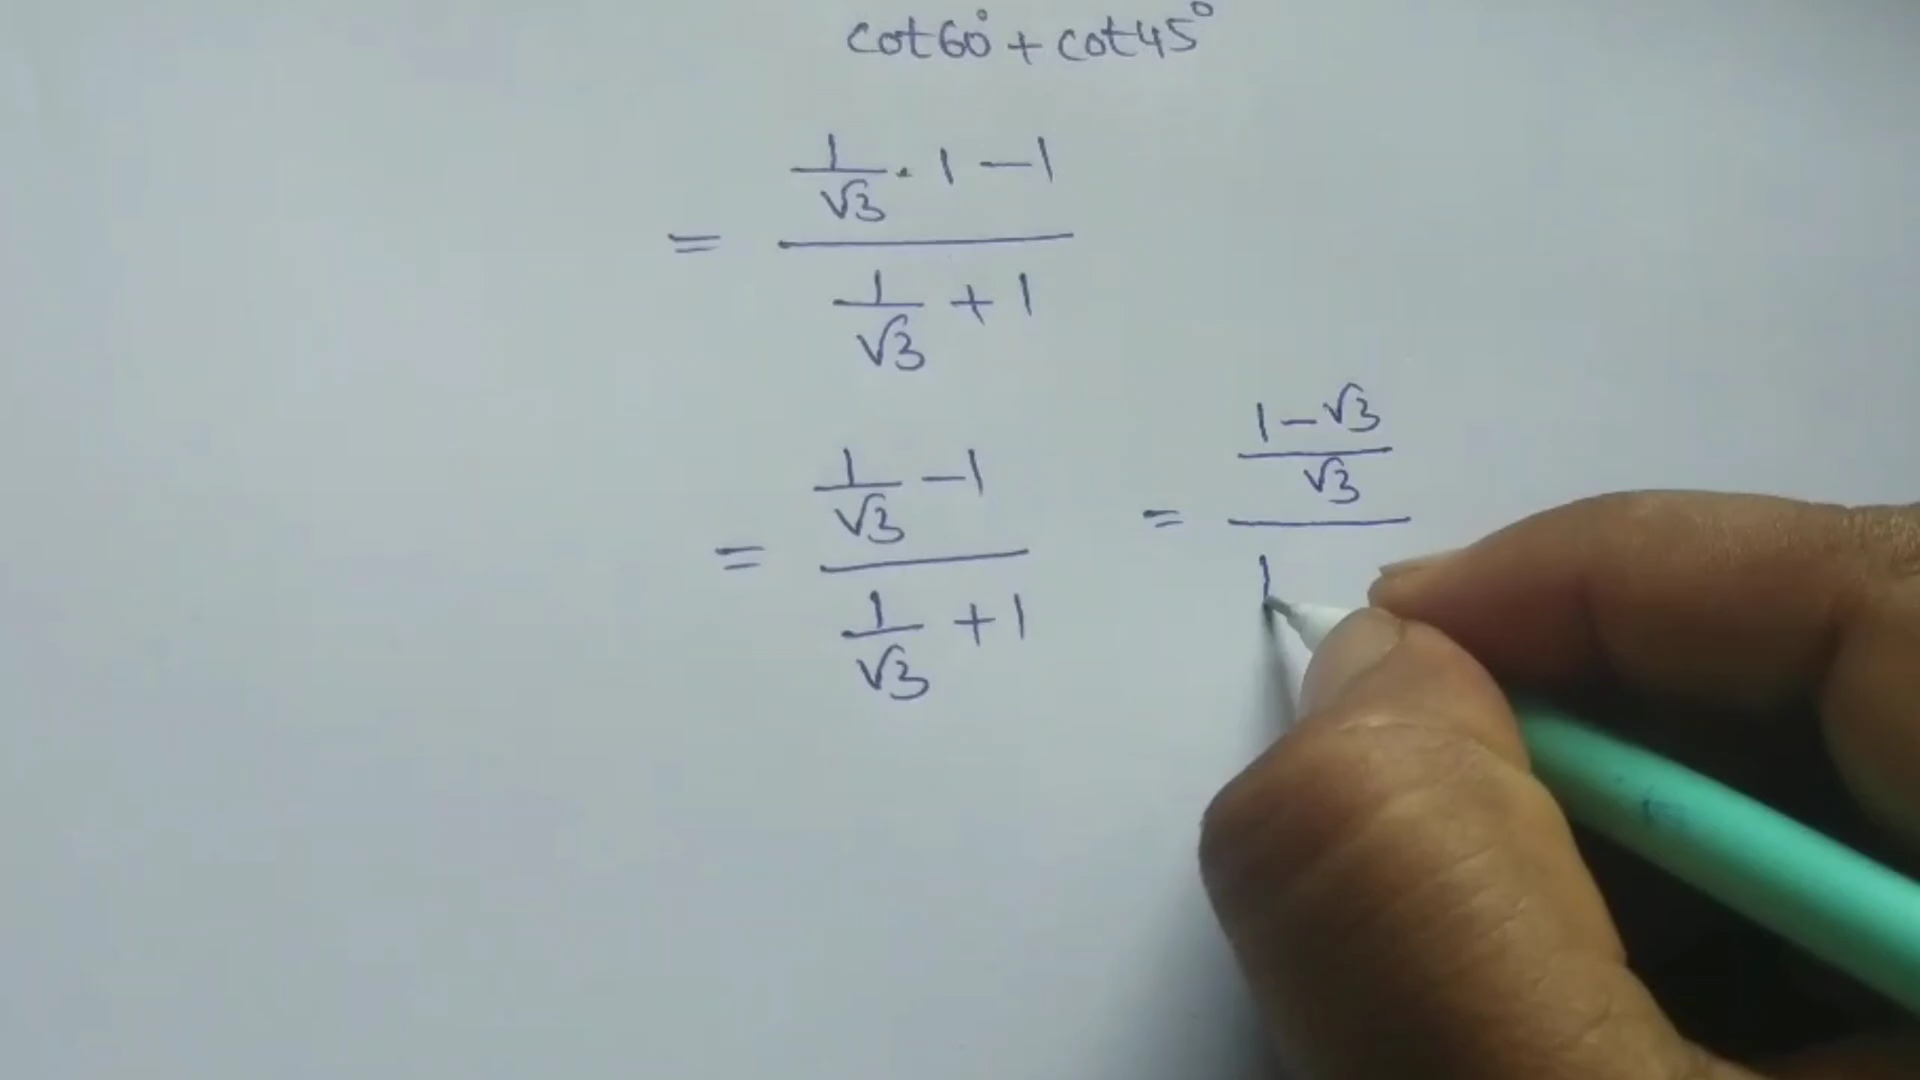 cot60° + cot45°
1/√3 · 1 − 1
=
1/√3 + 1
1/√3 − 1
=
1/√3 + 1
1 − √3
√3
=
1